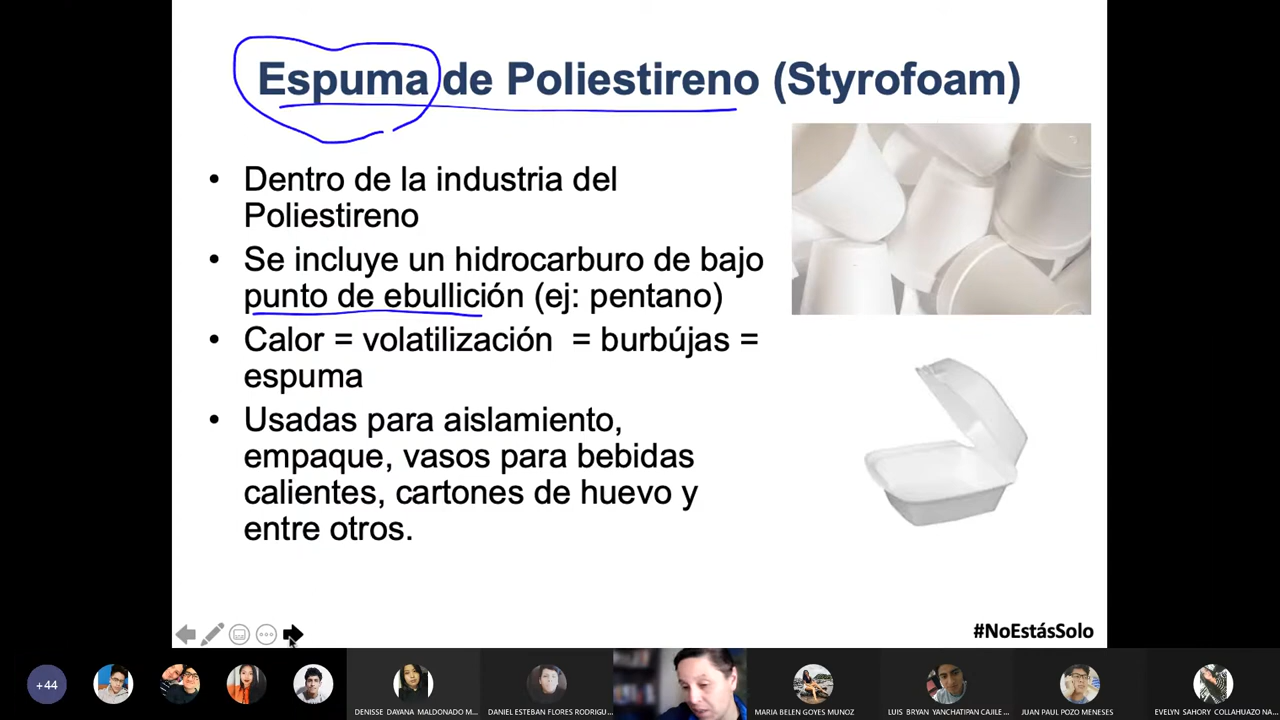 Espuma de Poliestireno (Styrofoam)
• Dentro de la industria del
Poliestireno
• Se incluye un hidrocarburo de bajo
punto de ebullición (ej: pentano)
• Calor = volatilización = burbújas =
espuma
• Usadas para aislamiento,
empaque, vasos para bebidas
calientes, cartones de huevo y
entre otros.
#NoEstásSolo
+44
DENISSE DAYANA MALDONADO M...
DANIEL ESTEBAN FLORES RODRIGU...
MARIA BELEN GOYES MUNOZ
LUIS BRYAN YANCHATIPAN CAJILE...
JUAN PAUL POZO MENESES
EVELYN SAHORY COLLAHUAZO NA...